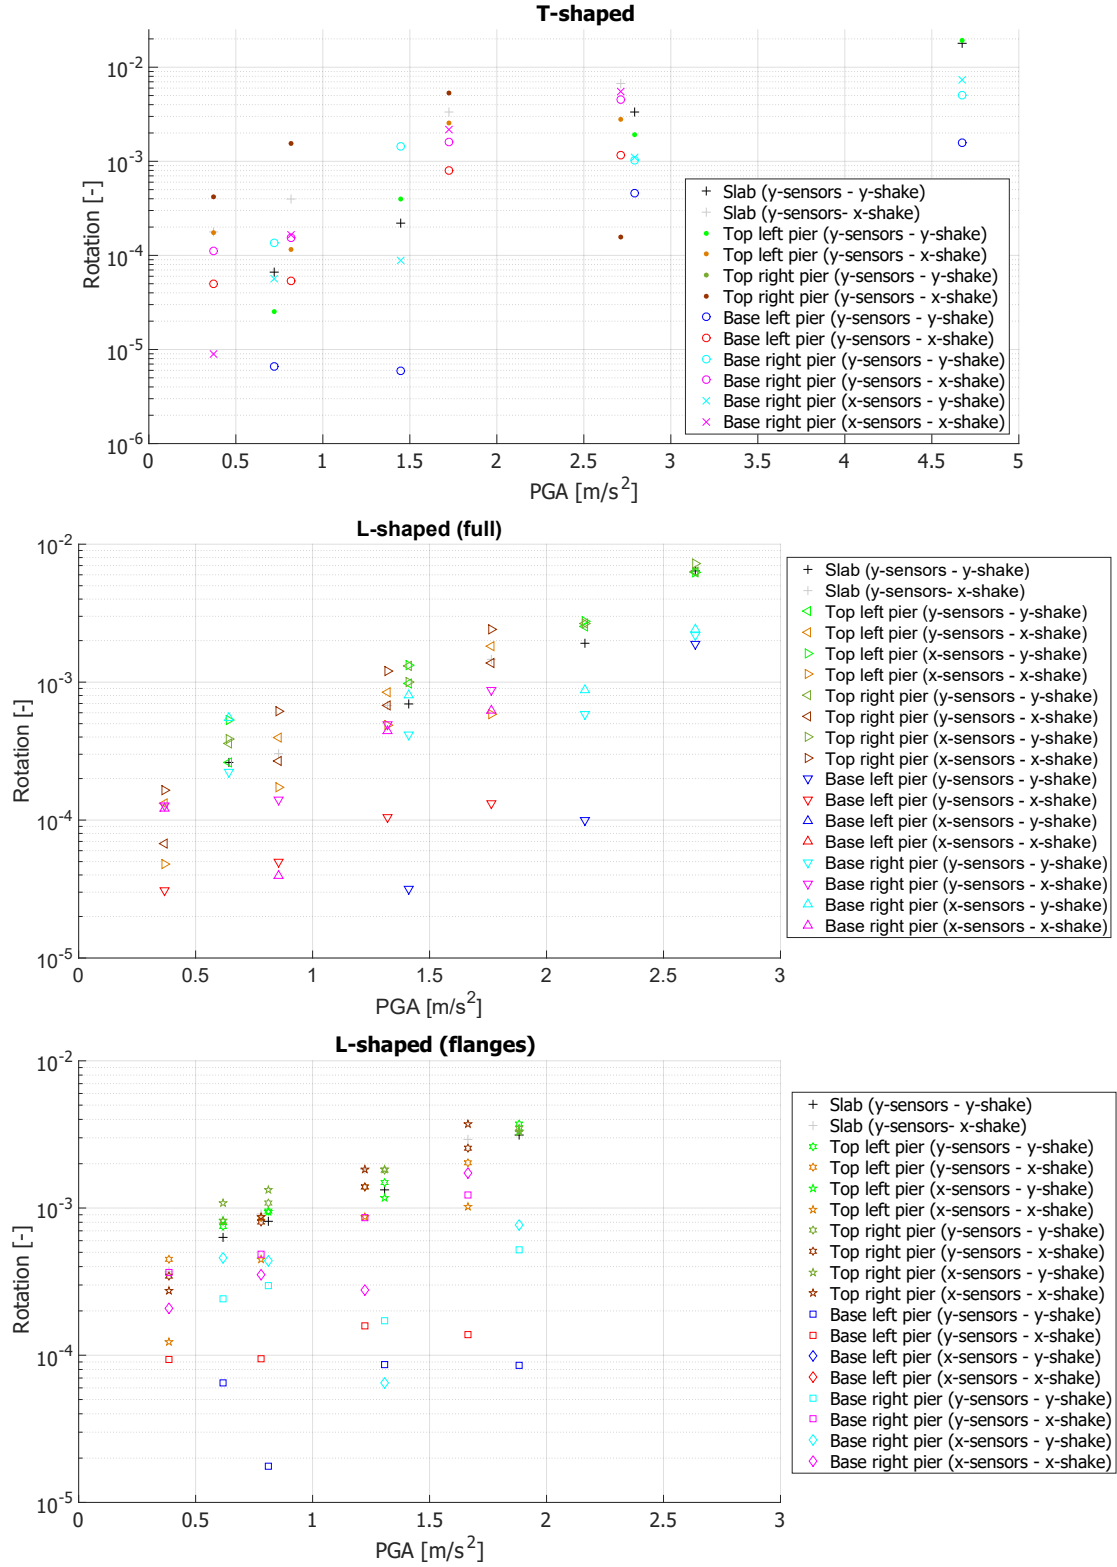 T-shaped
10^-2
10^-3
10^-4
10^-5
10^-6
Rotation [-]
0 0.5 1 1.5 2 2.5 3 3.5 4 4.5 5
PGA [m/s^2]
Slab (y-sensors - y-shake)
Slab (y-sensors- x-shake)
Top left pier (y-sensors - y-shake)
Top left pier (y-sensors - x-shake)
Top right pier (y-sensors - y-shake)
Top right pier (y-sensors - x-shake)
Base left pier (y-sensors - y-shake)
Base left pier (y-sensors - x-shake)
Base right pier (y-sensors - y-shake)
Base right pier (y-sensors - x-shake)
Base right pier (x-sensors - y-shake)
Base right pier (x-sensors - x-shake)
L-shaped (full)
10^-2
10^-3
10^-4
10^-5
Rotation [-]
0 0.5 1 1.5 2 2.5 3
PGA [m/s^2]
Slab (y-sensors - y-shake)
Slab (y-sensors- x-shake)
Top left pier (y-sensors - y-shake)
Top left pier (y-sensors - x-shake)
Top left pier (x-sensors - y-shake)
Top left pier (x-sensors - x-shake)
Top right pier (y-sensors - y-shake)
Top right pier (y-sensors - x-shake)
Top right pier (x-sensors - y-shake)
Top right pier (x-sensors - x-shake)
Base left pier (y-sensors - y-shake)
Base left pier (y-sensors - x-shake)
Base left pier (x-sensors - y-shake)
Base left pier (x-sensors - x-shake)
Base right pier (y-sensors - y-shake)
Base right pier (y-sensors - x-shake)
Base right pier (x-sensors - y-shake)
Base right pier (x-sensors - x-shake)
L-shaped (flanges)
10^-2
10^-3
10^-4
10^-5
Rotation [-]
0 0.5 1 1.5 2 2.5 3
PGA [m/s^2]
Slab (y-sensors - y-shake)
Slab (y-sensors- x-shake)
Top left pier (y-sensors - y-shake)
Top left pier (y-sensors - x-shake)
Top left pier (x-sensors - y-shake)
Top left pier (x-sensors - x-shake)
Top right pier (y-sensors - y-shake)
Top right pier (y-sensors - x-shake)
Top right pier (x-sensors - y-shake)
Top right pier (x-sensors - x-shake)
Base left pier (y-sensors - y-shake)
Base left pier (y-sensors - x-shake)
Base left pier (x-sensors - y-shake)
Base left pier (x-sensors - x-shake)
Base right pier (y-sensors - y-shake)
Base right pier (y-sensors - x-shake)
Base right pier (x-sensors - y-shake)
Base right pier (x-sensors - x-shake)